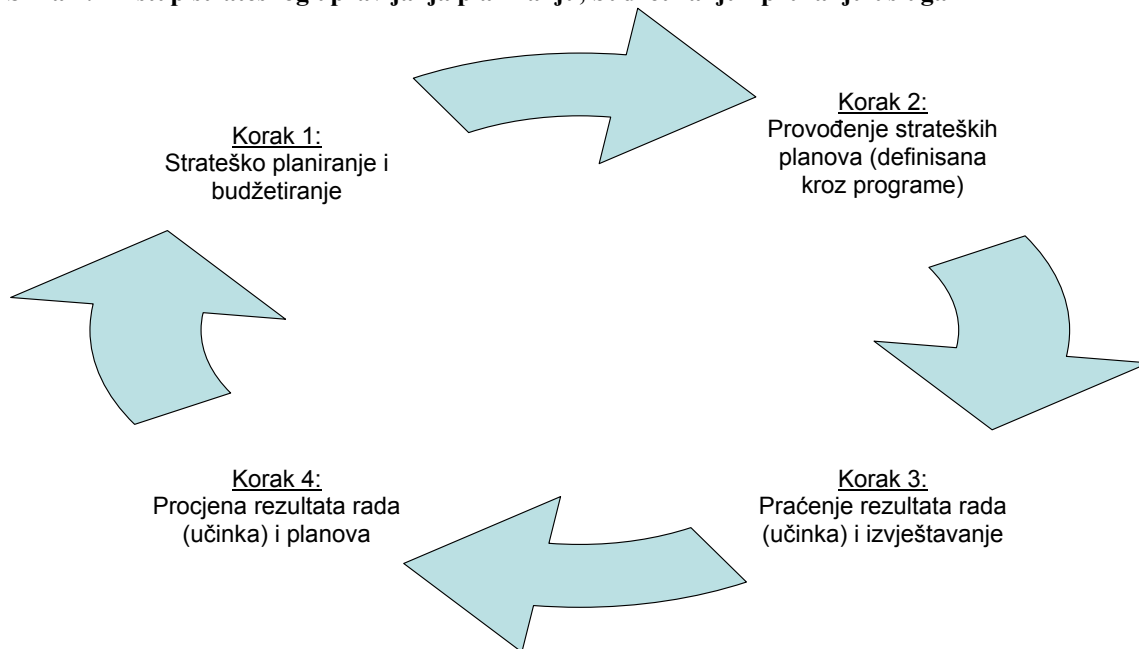 Korak 1:
Strateško planiranje i
budžetiranje
Korak 2:
Provođenje strateških
planova (definisana
kroz programe)
Korak 4:
Procjena rezultata rada
(učinka) i planova
Korak 3:
Praćenje rezultata rada
(učinka) i izvještavanje